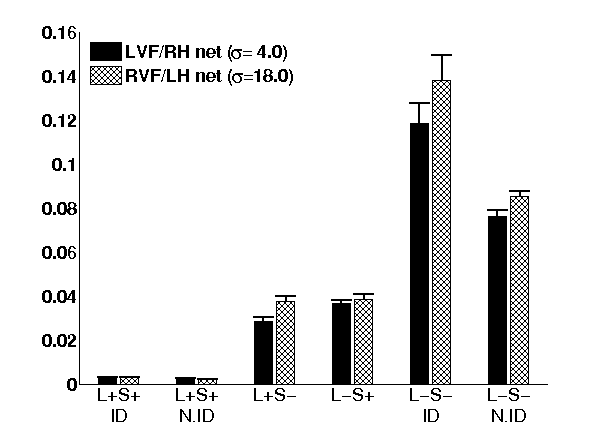 0.16
LVF/RH net (σ= 4.0)
0.14
RVF/LH net (σ=18.0)
0.12
0.1
0.08
0.06
0.04
0.02
0
L+S+ L+S+ L+S− L−S+ L−S− L−S−
ID N.ID ID N.ID